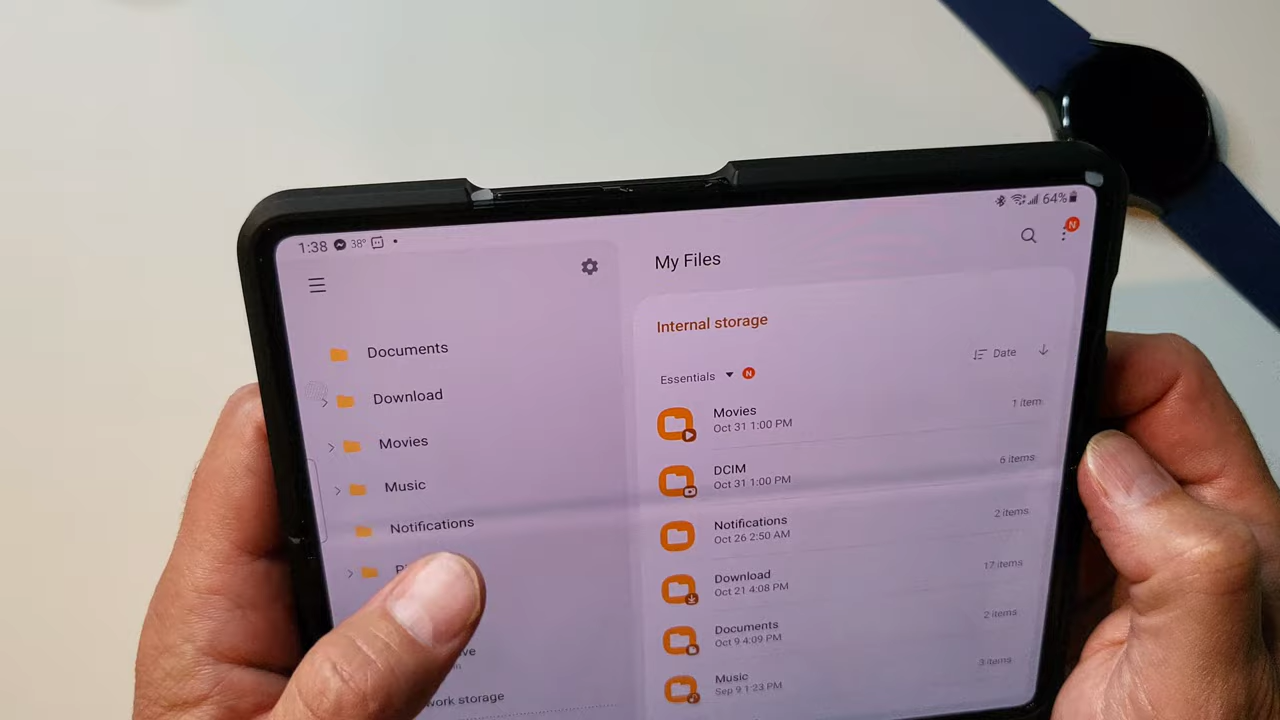 1:38 38°
64%
N
My Files
Internal storage
Essentials N
Date
Documents
Download
Movies
Music
Notifications
work storage
Movies
Oct 31 1:00 PM
1 item
DCIM
Oct 31 1:00 PM
6 items
Notifications
Oct 26 2:50 AM
2 items
Download
Oct 21 4:08 PM
17 items
Documents
Oct 9 4:09 PM
2 items
Music
Sep 9 1:23 PM
3 items